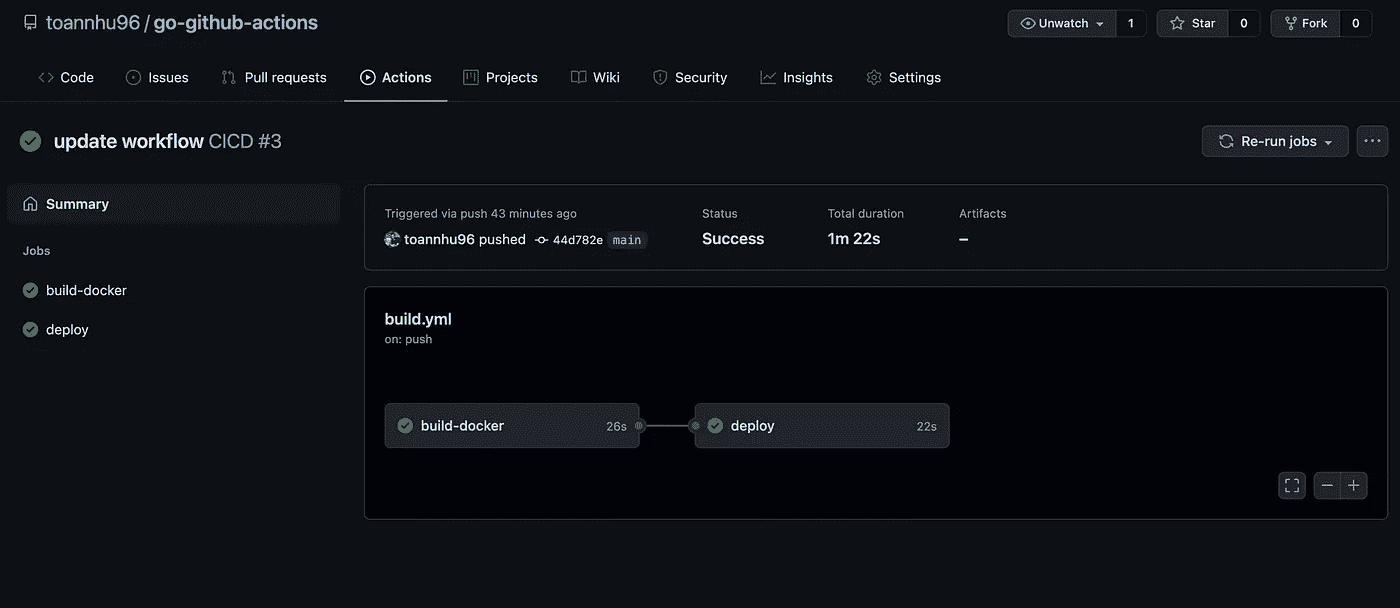 toannhu96 / go-github-actions
Unwatch 1 Star 0 Fork 0
Code Issues Pull requests Actions Projects Wiki Security Insights Settings
update workflow CICD #3
Re-run jobs
Summary
Jobs
build-docker
deploy
Triggered via push 43 minutes ago
toannhu96 pushed 44d782e main
Status
Success
Total duration
1m 22s
Artifacts
–
build.yml
on: push
build-docker 26s
deploy 22s